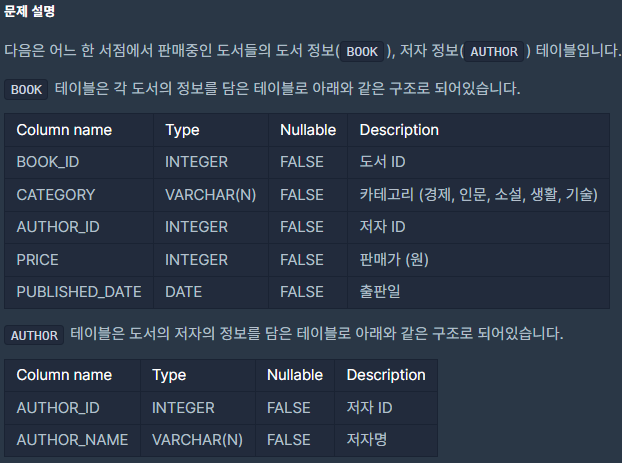 문제 설명
다음은 어느 한 서점에서 판매중인 도서들의 도서 정보( BOOK ), 저자 정보( AUTHOR ) 테이블입니다.
BOOK 테이블은 각 도서의 정보를 담은 테이블로 아래와 같은 구조로 되어있습니다.
Column name Type Nullable Description
BOOK_ID INTEGER FALSE 도서 ID
CATEGORY VARCHAR(N) FALSE 카테고리 (경제, 인문, 소설, 생활, 기술)
AUTHOR_ID INTEGER FALSE 저자 ID
PRICE INTEGER FALSE 판매가 (원)
PUBLISHED_DATE DATE FALSE 출판일
AUTHOR 테이블은 도서의 저자의 정보를 담은 테이블로 아래와 같은 구조로 되어있습니다.
Column name Type Nullable Description
AUTHOR_ID INTEGER FALSE 저자 ID
AUTHOR_NAME VARCHAR(N) FALSE 저자명